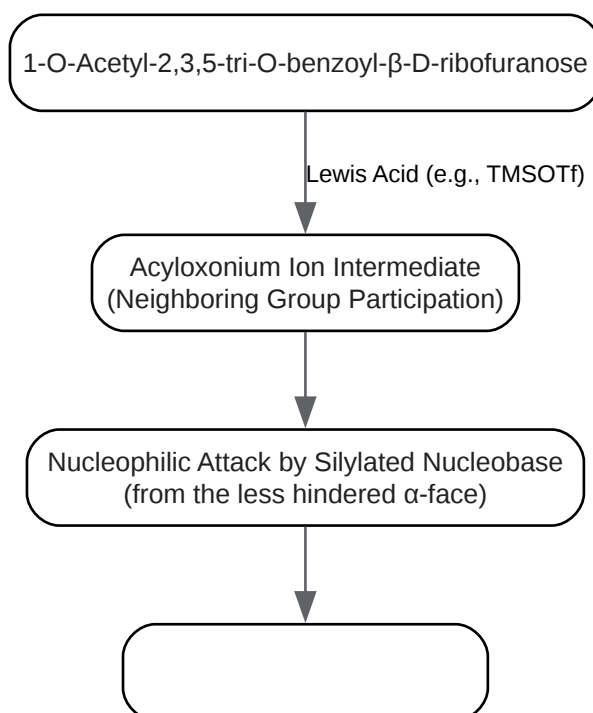 1-O-Acetyl-2,3,5-tri-O-benzoyl-β-D-ribofuranose
Lewis Acid (e.g., TMSOTf)
Acyloxonium Ion Intermediate
(Neighboring Group Participation)
Nucleophilic Attack by Silylated Nucleobase
(from the less hindered α-face)